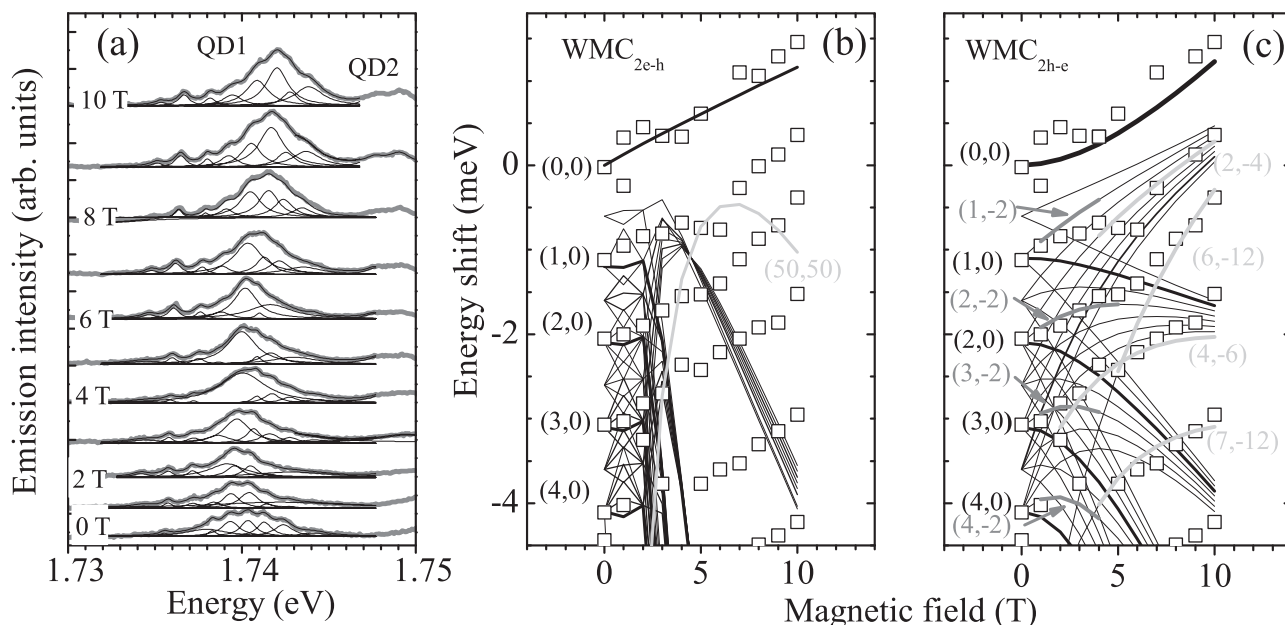 (a)
QD1
QD2
10 T
8 T
6 T
4 T
2 T
0 T
Emission intensity (arb. units)
1.73
1.74
1.75
Energy (eV)
WMC2e-h
(b)
Energy shift (meV)
0
-2
-4
(0,0)
(1,0)
(2,0)
(3,0)
(4,0)
(50,50)
0
5
10
WMC2h-e
(c)
(0,0)
(2,-4)
(1,-2)
(1,0)
(6,-12)
(2,-2)
(2,0)
(4,-6)
(3,-2)
(3,0)
(7,-12)
(4,0)
(4,-2)
0
5
10
Magnetic field (T)